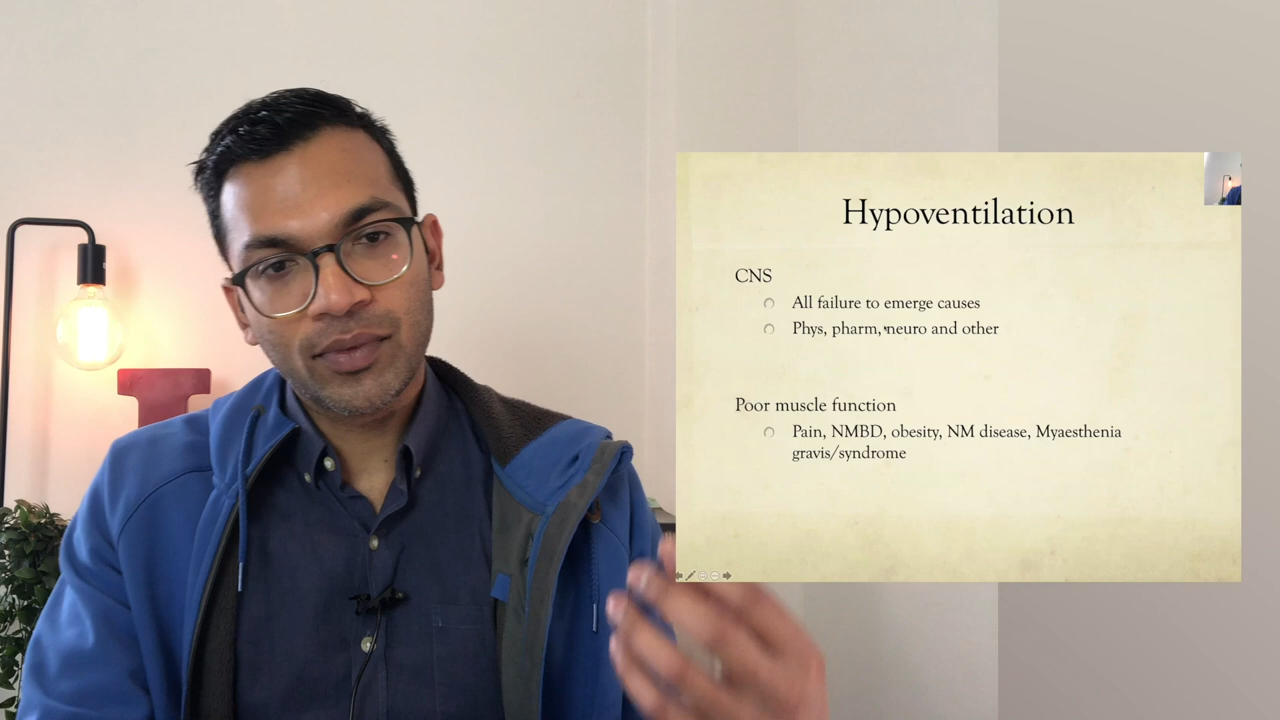 Hypoventilation
CNS
All failure to emerge causes
Phys, pharm, neuro and other
Poor muscle function
Pain, NMBD, obesity, NM disease, Myaesthenia
gravis/syndrome